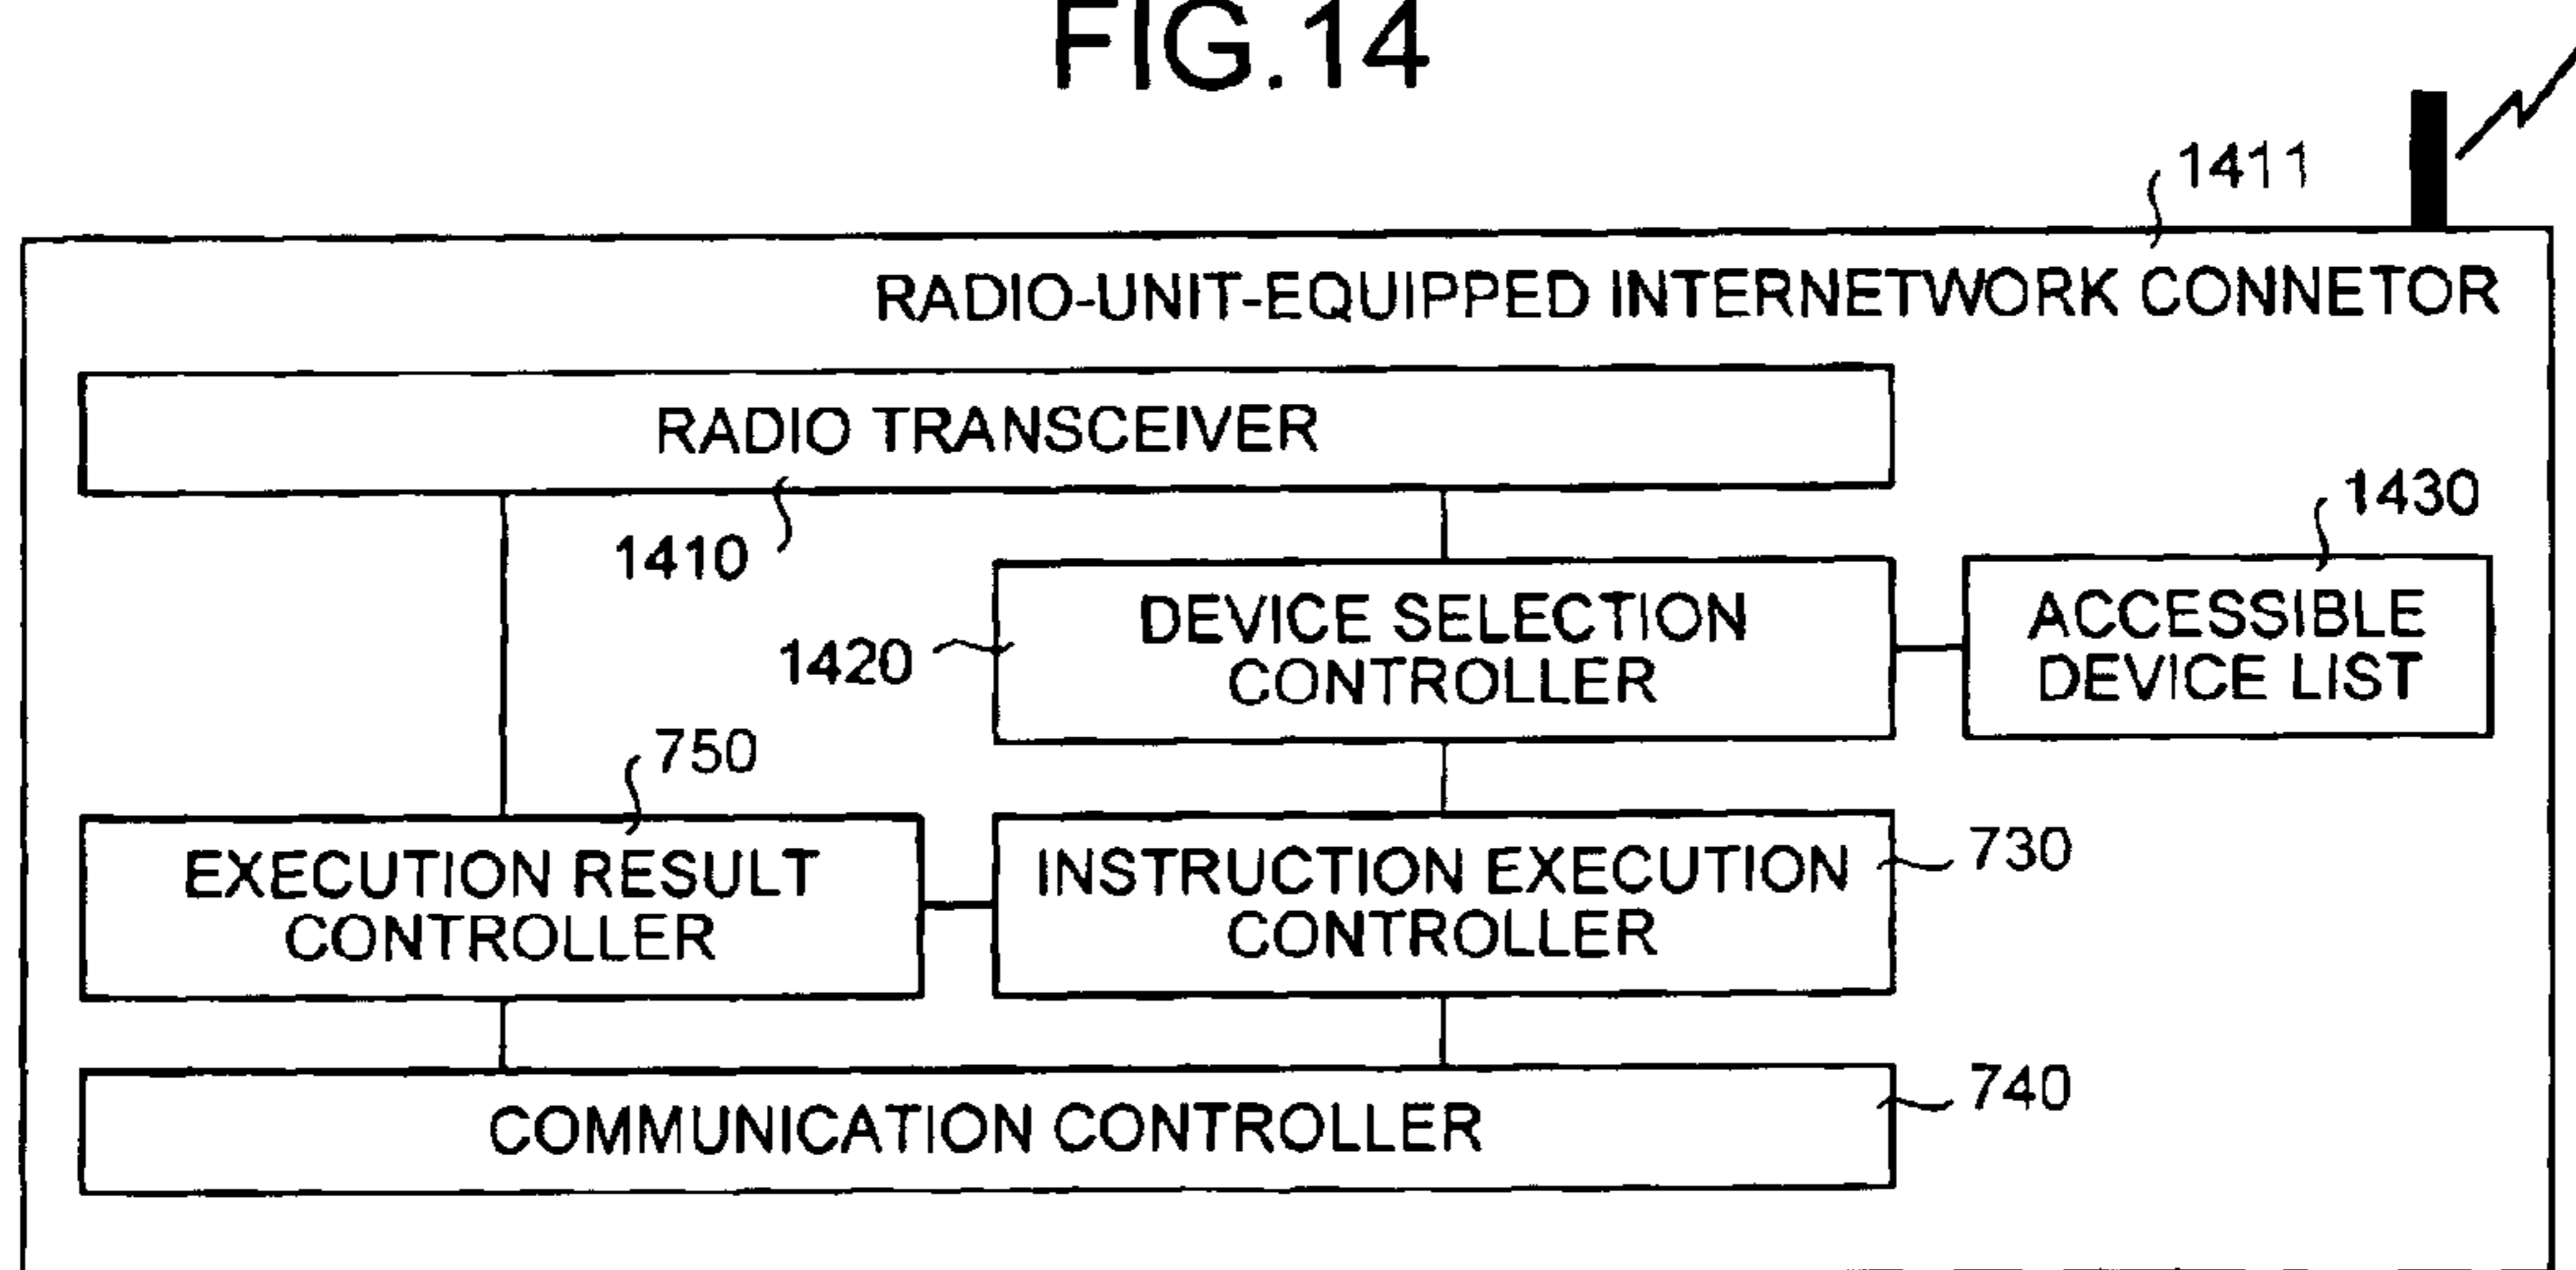 FIG.14
1411
RADIO-UNIT-EQUIPPED INTERNETWORK CONNETOR
RADIO TRANSCEIVER
1410
1430
1420
DEVICE SELECTION
CONTROLLER
ACCESSIBLE
DEVICE LIST
750
EXECUTION RESULT
CONTROLLER
INSTRUCTION EXECUTION
CONTROLLER
730
COMMUNICATION CONTROLLER
740